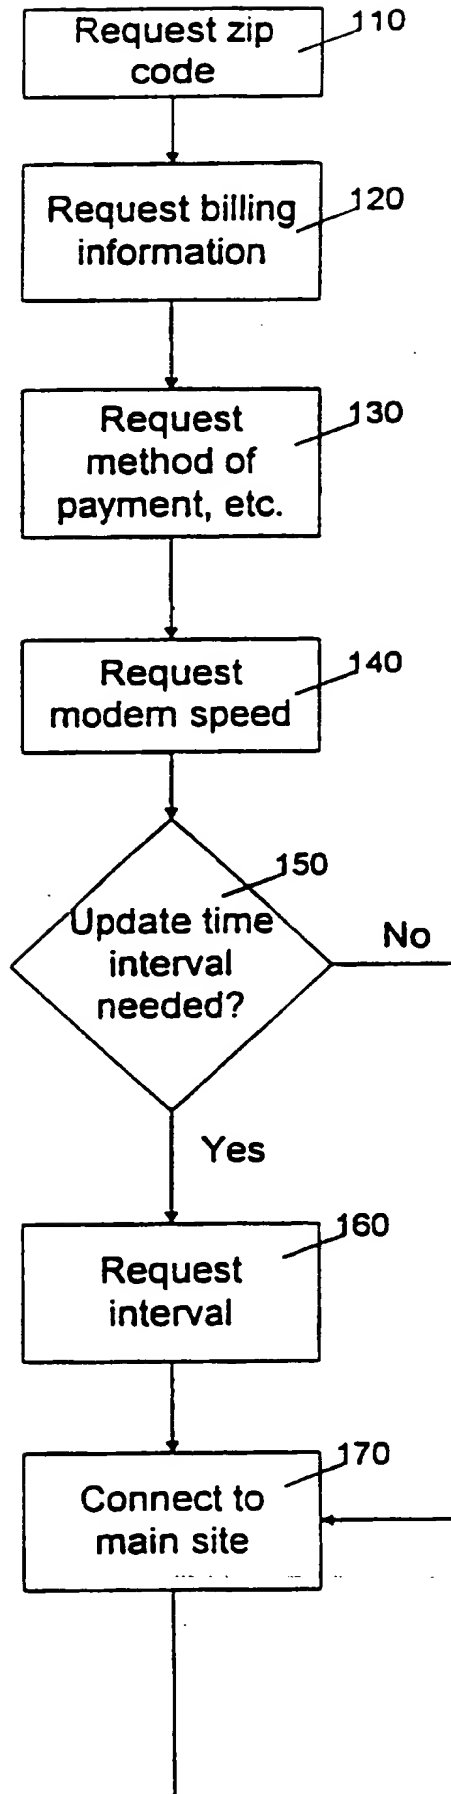 Request zip
code
110
Request billing
information
120
Request
method of
payment, etc.
130
Request
modem speed
140
150
Update time
interval
needed?
No
Yes
160
Request
interval
170
Connect to
main site